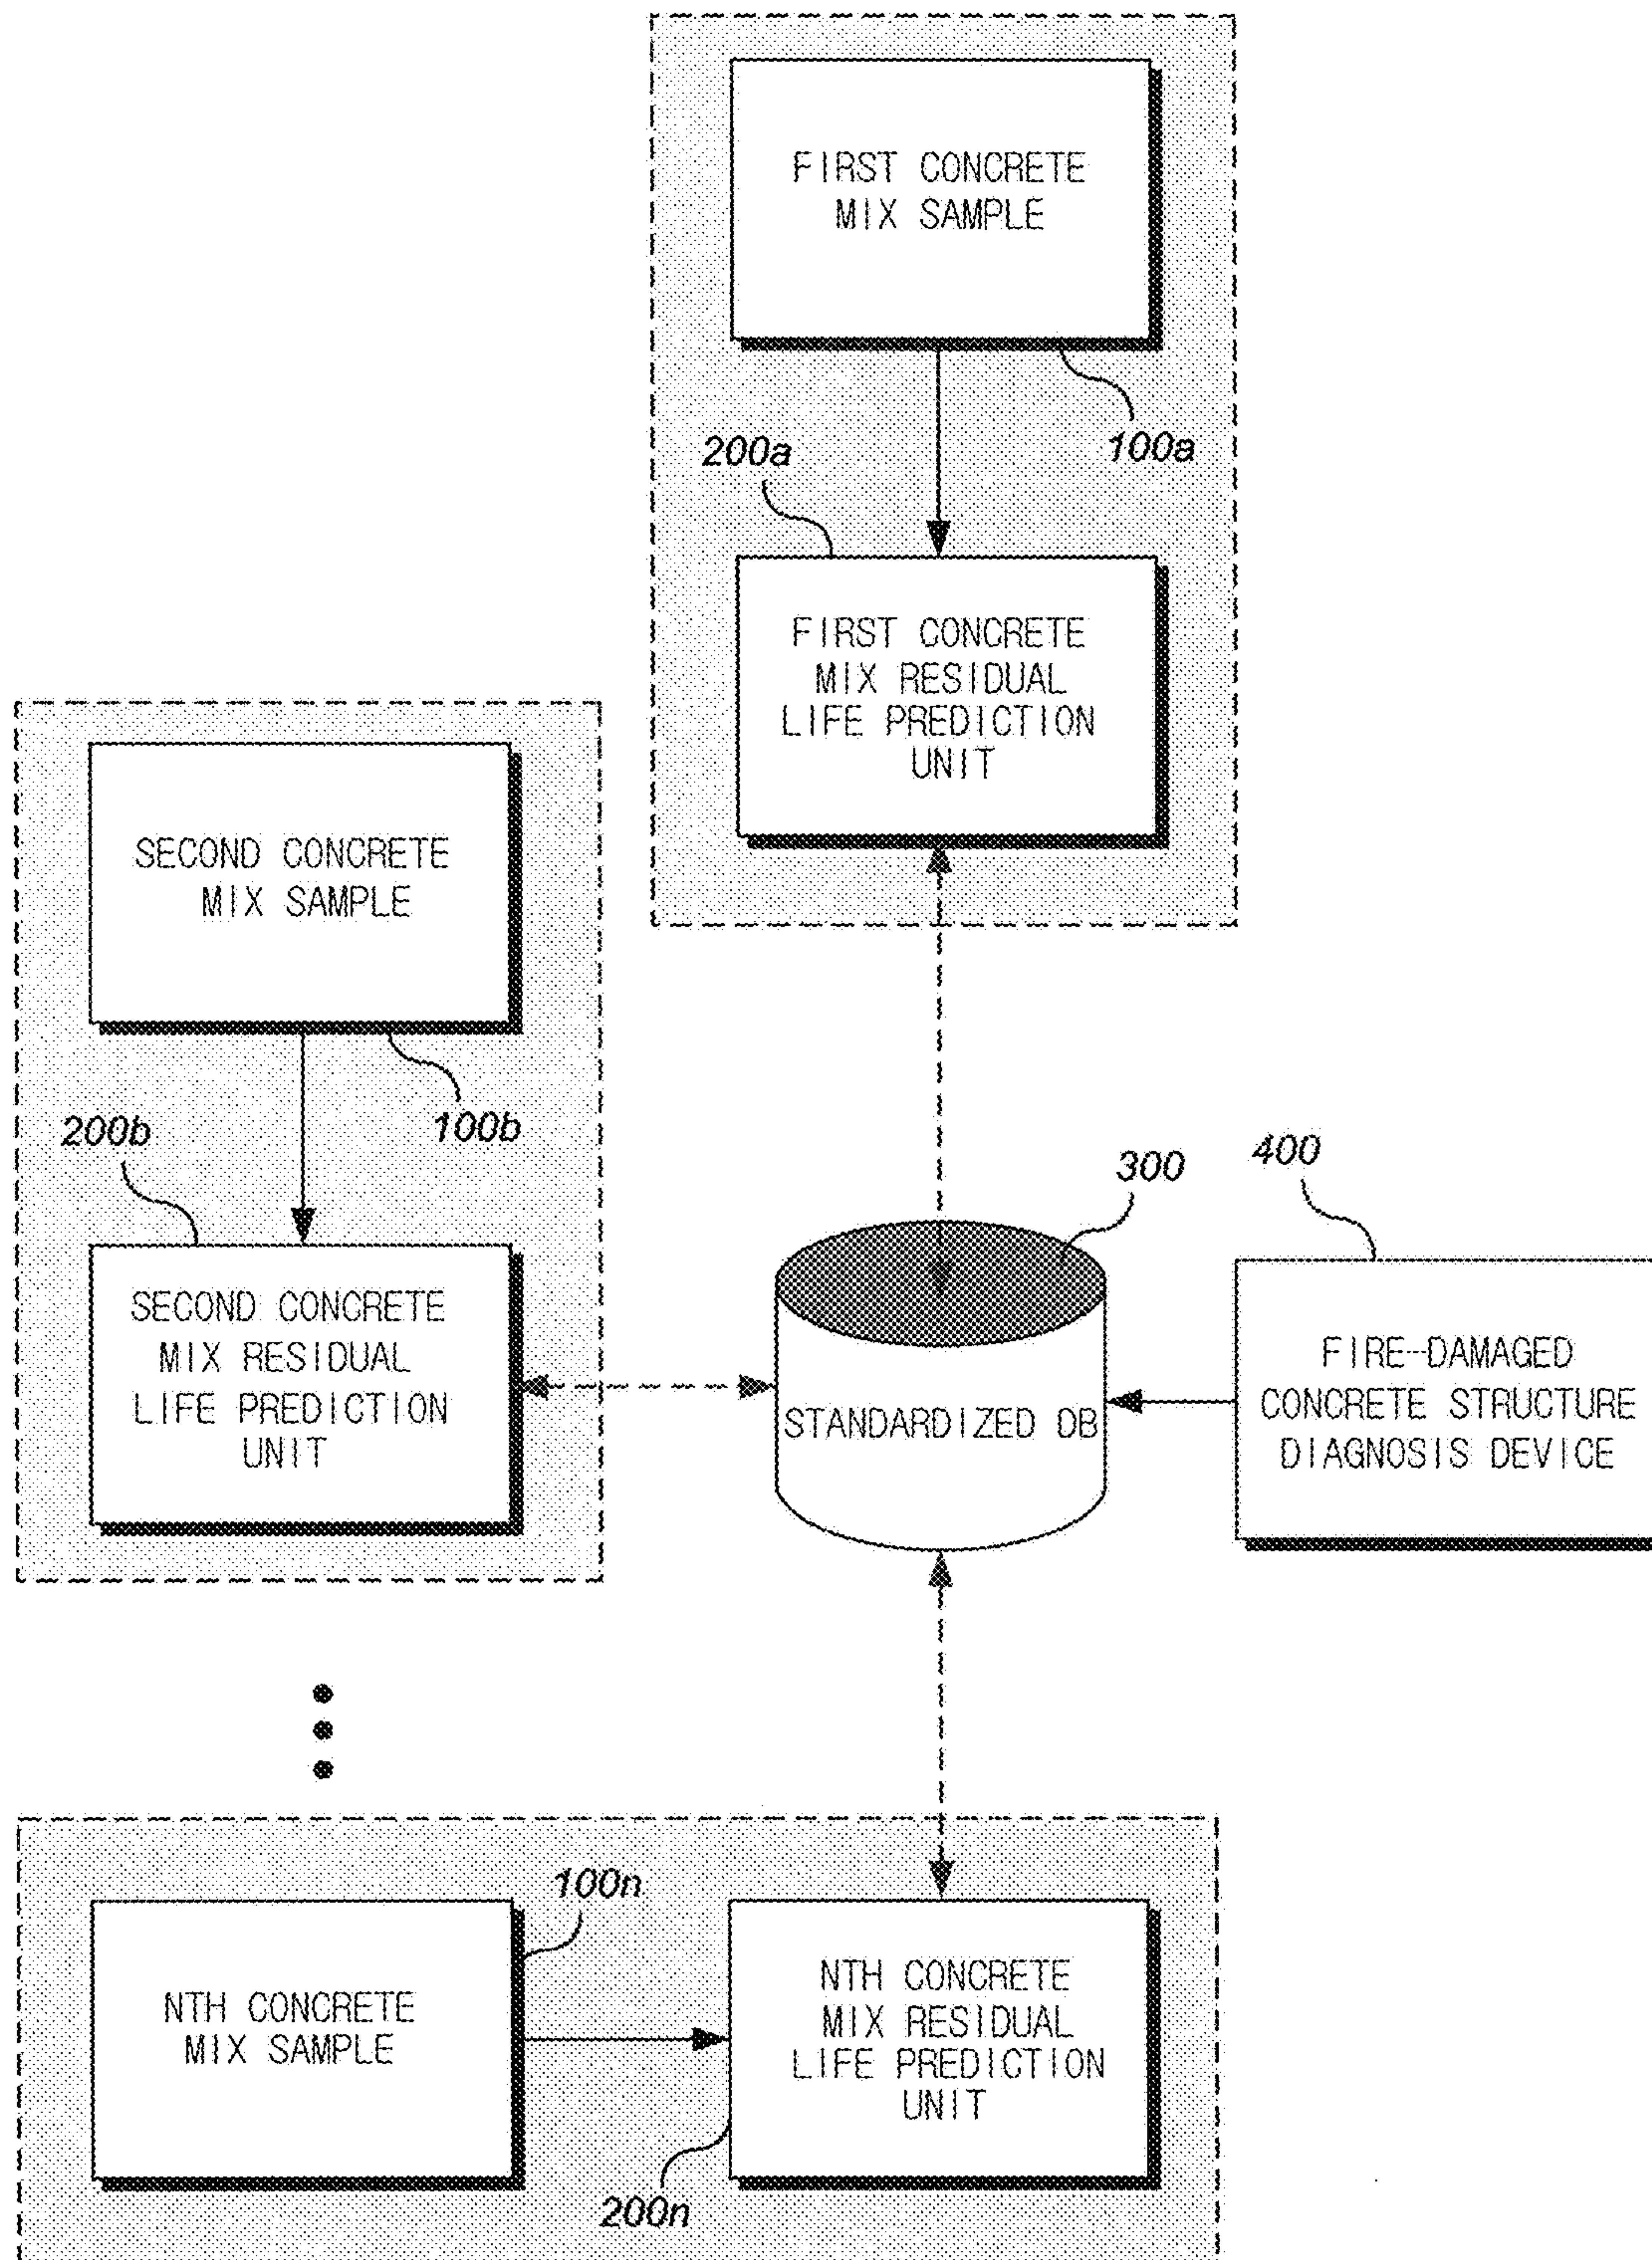 FIRST CONCRETE
MIX SAMPLE
100a
200a
FIRST CONCRETE
MIX RESIDUAL
LIFE PREDICTION
UNIT
SECOND CONCRETE
MIX SAMPLE
100b
200b
SECOND CONCRETE
MIX RESIDUAL
LIFE PREDICTION
UNIT
300
STANDARDIZED DB
400
FIRE-DAMAGED
CONCRETE STRUCTURE
DIAGNOSIS DEVICE
100n
NTH CONCRETE
MIX SAMPLE
NTH CONCRETE
MIX RESIDUAL
LIFE PREDICTION
UNIT
200n